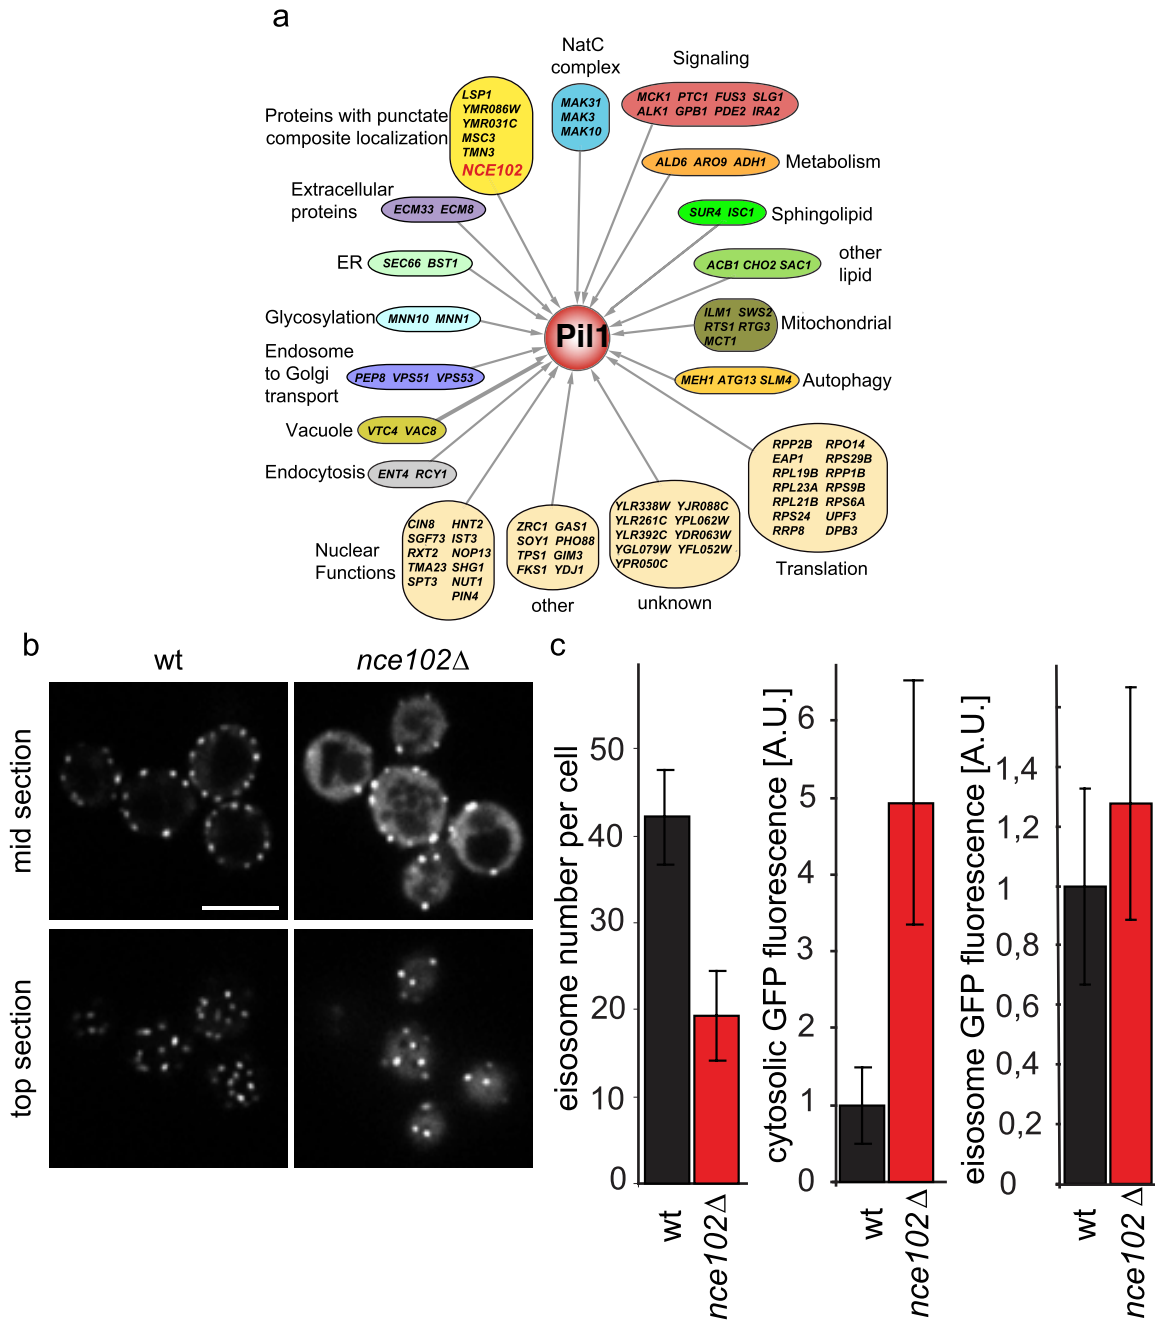 a
NatC
complex
Signaling
MAK31
MAK3
MAK10
MCK1 PTC1 FUS3 SLG1
ALK1 GPB1 PDE2 IRA2
Proteins with punctate
composite localization
LSP1
YMR086W
YMR031C
MSC3
TMN3
NCE102
ALD6 ARO9 ADH1
Metabolism
Extracellular
proteins
ECM33 ECM8
SUR4 ISC1
Sphingolipid
ER
SEC66 BST1
ACB1 CHO2 SAC1
other
lipid
Glycosylation
MNN10 MNN1
Pil1
ILM1 SWS2
RTS1 RTG3
MCT1
Mitochondrial
Endosome
to Golgi
transport
PEP8 VPS51 VPS53
MEH1 ATG13 SLM4
Autophagy
Vacuole
VTC4 VAC8
Endocytosis
ENT4 RCY1
RPP2B RPO14
EAP1 RPS29B
RPL19B RPP1B
RPL23A RPS9B
RPL21B RPS6A
RPS24 UPF3
RRP8 DPB3
Translation
Nuclear
Functions
CIN8 HNT2
SGF73 IST3
RXT2 NOP13
TMA23 SHG1
SPT3 NUT1
PIN4
ZRC1 GAS1
SOY1 PHO88
TPS1 GIM3
FKS1 YDJ1
other
YLR338W YJR088C
YLR261C YPL062W
YLR392C YDR063W
YGL079W YFL052W
YPR050C
unknown
b
wt
nce102Δ
mid section
top section
c
eisosome number per cell
50
40
30
20
10
0
wt
nce102Δ
cytosolic GFP fluorescence [A.U.]
6
5
4
3
2
1
0
wt
nce102Δ
eisosome GFP fluorescence [A.U.]
1,4
1,2
1
0,8
0,6
0,4
0,2
0
wt
nce102Δ